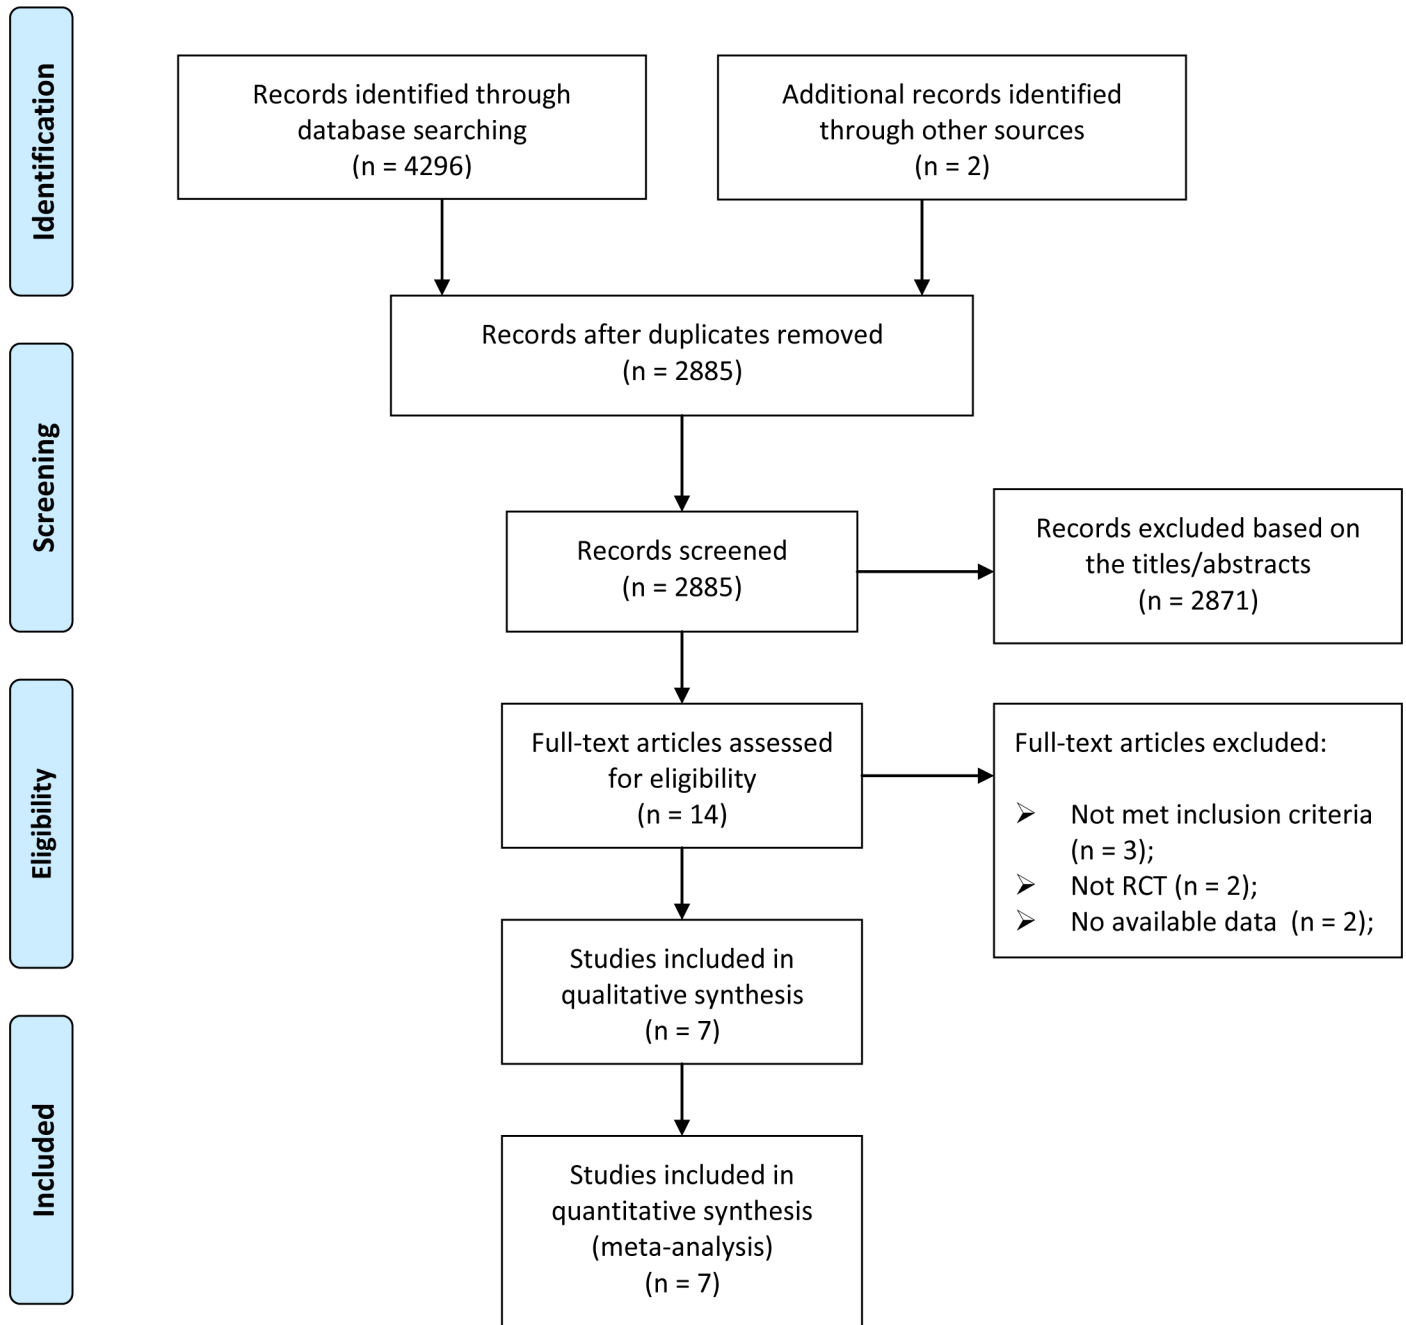 Identification
Records identified through
database searching
(n = 4296)
Additional records identified
through other sources
(n = 2)
Records after duplicates removed
(n = 2885)
Screening
Records screened
(n = 2885)
Records excluded based on
the titles/abstracts
(n = 2871)
Eligibility
Full-text articles assessed
for eligibility
(n = 14)
Full-text articles excluded:
➢ Not met inclusion criteria
(n = 3);
➢ Not RCT (n = 2);
➢ No available data  (n = 2);
Studies included in
qualitative synthesis
(n = 7)
Included
Studies included in
quantitative synthesis
(meta-analysis)
(n = 7)